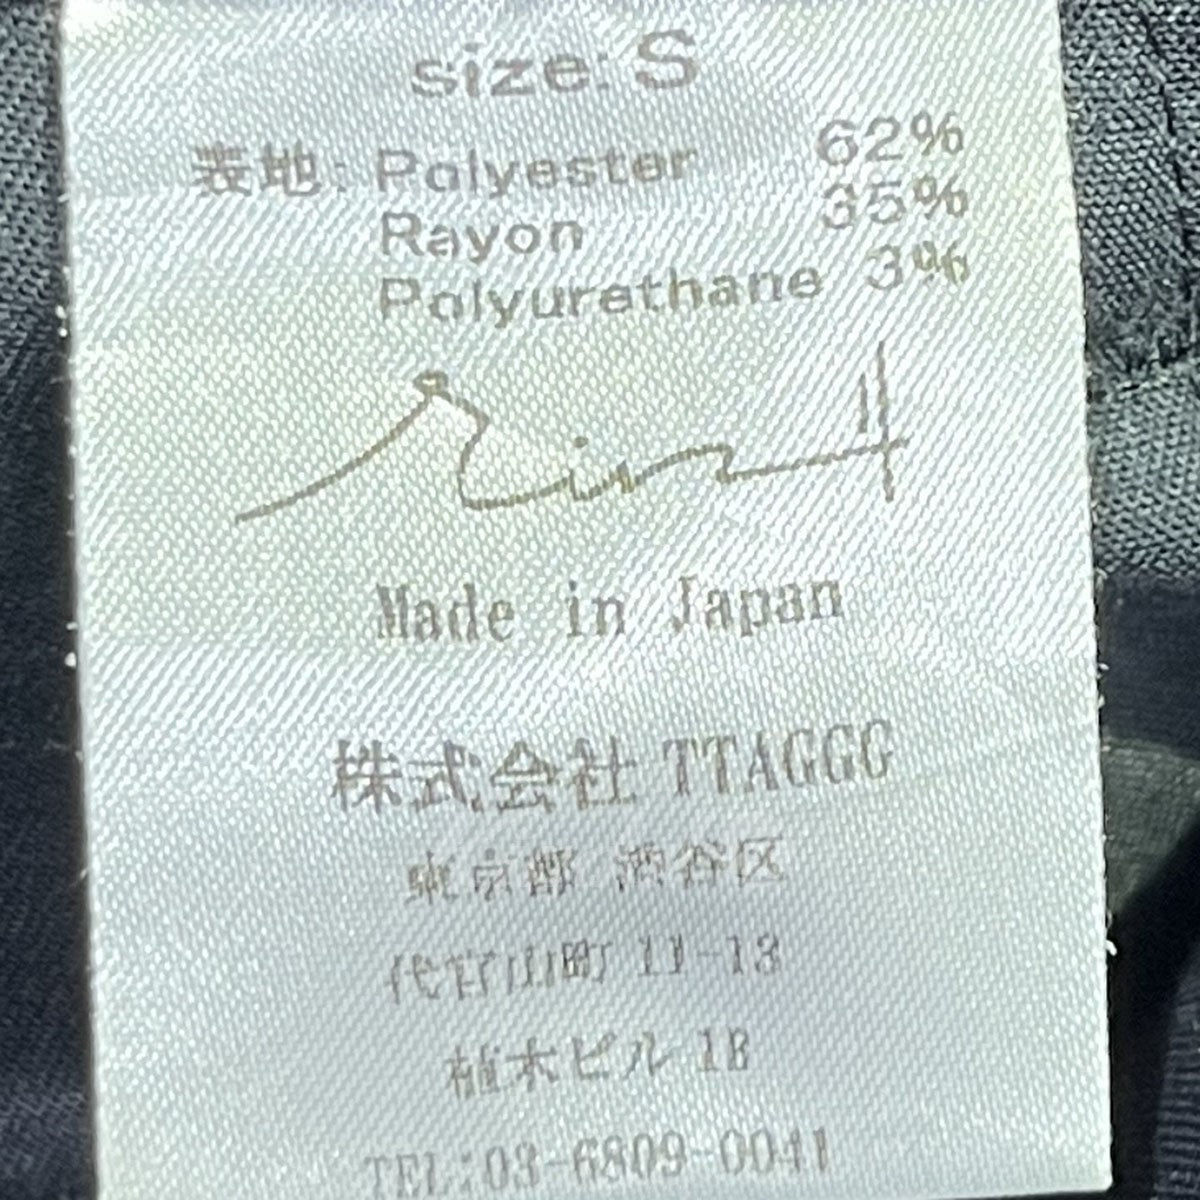 size: S
表地: Polyester 62%
Rayon 35%
Polyurethane 3%
rint
Made in Japan
株式会社 TTAGGG
東京都 渋谷区
代官山町 11-13
植木ビル 1B
TEL:03-6809-0041